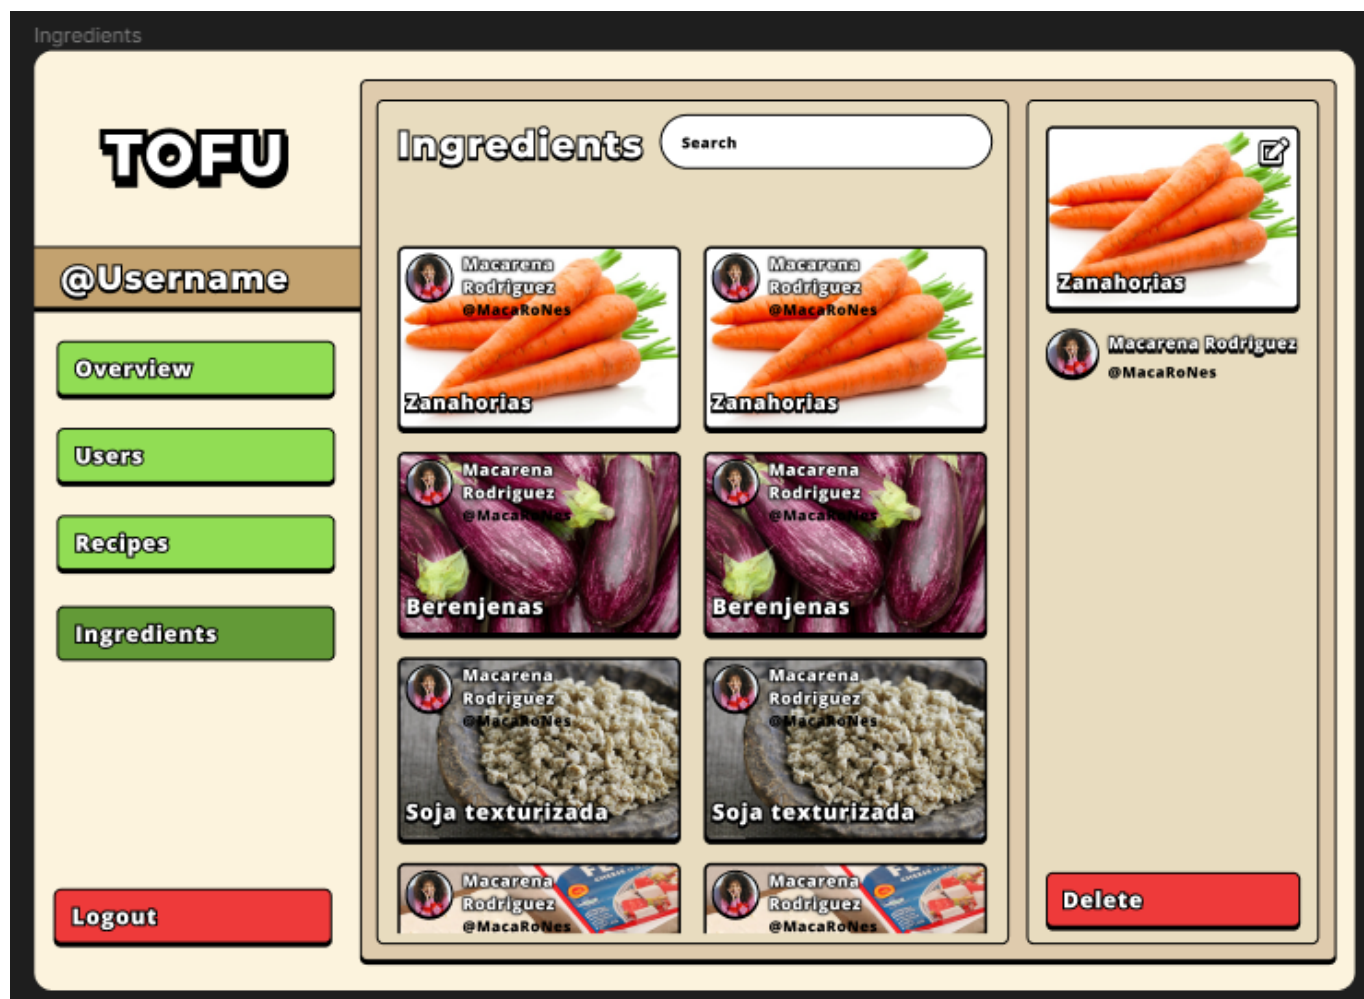 Ingredients
TOFU
@Username
Overview
Users
Recipes
Ingredients
Logout
Ingredients
Search
Macarena
Rodriguez
@MacaRoNes
Zanahorias
Macarena
Rodriguez
@MacaRoNes
Zanahorias
Macarena
Rodriguez
@MacaRoNes
Berenjenas
Macarena
Rodriguez
@MacaRoNes
Berenjenas
Macarena
Rodriguez
@MacaRoNes
Soja texturizada
Macarena
Rodriguez
@MacaRoNes
Soja texturizada
Macarena
Rodriguez
@MacaRoNes
Macarena
Rodriguez
@MacaRoNes
Zanahorias
Macarena Rodriguez
@MacaRoNes
Delete